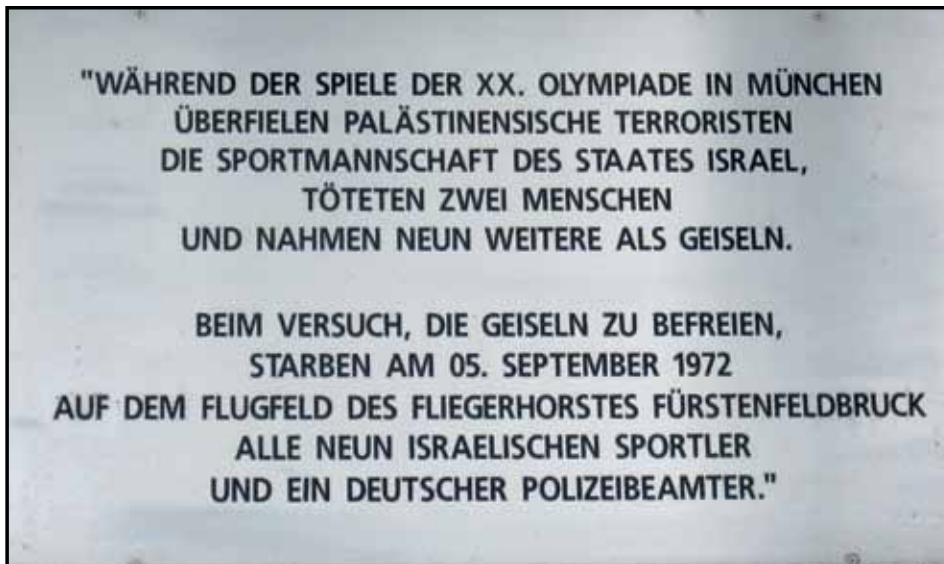 "WÄHREND DER SPIELE DER XX. OLYMPIADE IN MÜNCHEN
ÜBERFIELEN PALÄSTINENSISCHE TERRORISTEN
DIE SPORTMANNSCHAFT DES STAATES ISRAEL,
TÖTETEN ZWEI MENSCHEN
UND NAHMEN NEUN WEITERE ALS GEISELN.
BEIM VERSUCH, DIE GEISELN ZU BEFREIEN,
STARBEN AM 05. SEPTEMBER 1972
AUF DEM FLUGFELD DES FLIEGERHORSTES FÜRSTENFELDBRUCK
ALLE NEUN ISRAELISCHEN SPORTLER
UND EIN DEUTSCHER POLIZEIBEAMTER."